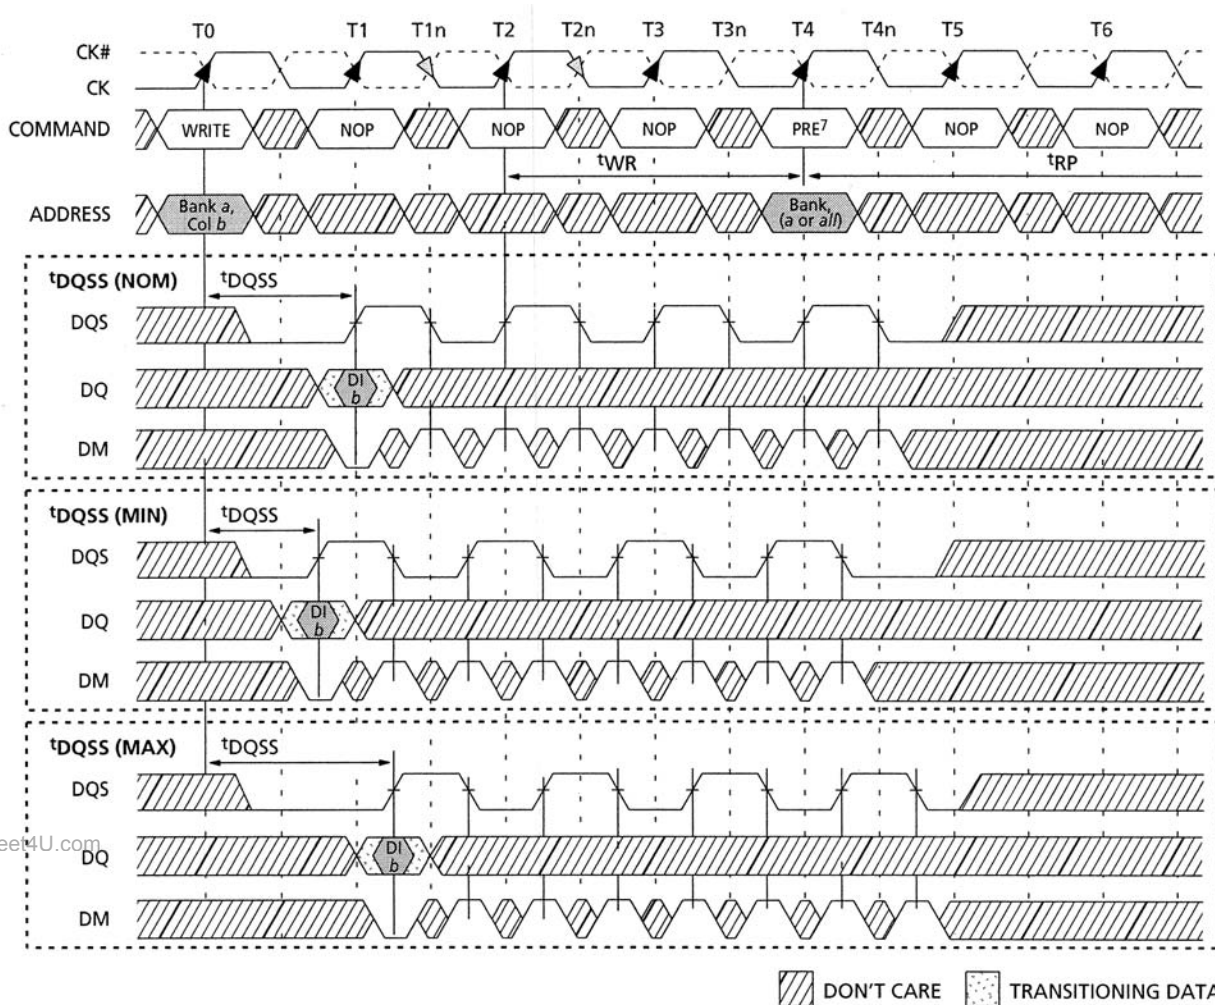 T0 T1 T1n T2 T2n T3 T3n T4 T4n T5 T6
CK#
CK
COMMAND WRITE NOP NOP NOP PRE7 NOP NOP
tWR tRP
ADDRESS Bank a, Col b Bank, (a or all)
tDQSS (NOM) tDQSS
DQS
DQ DI b
DM
tDQSS (MIN) tDQSS
DQS
DQ DI b
DM
tDQSS (MAX) tDQSS
DQS
eet4U.com
DQ DI b
DM
DON'T CARE TRANSITIONING DATA